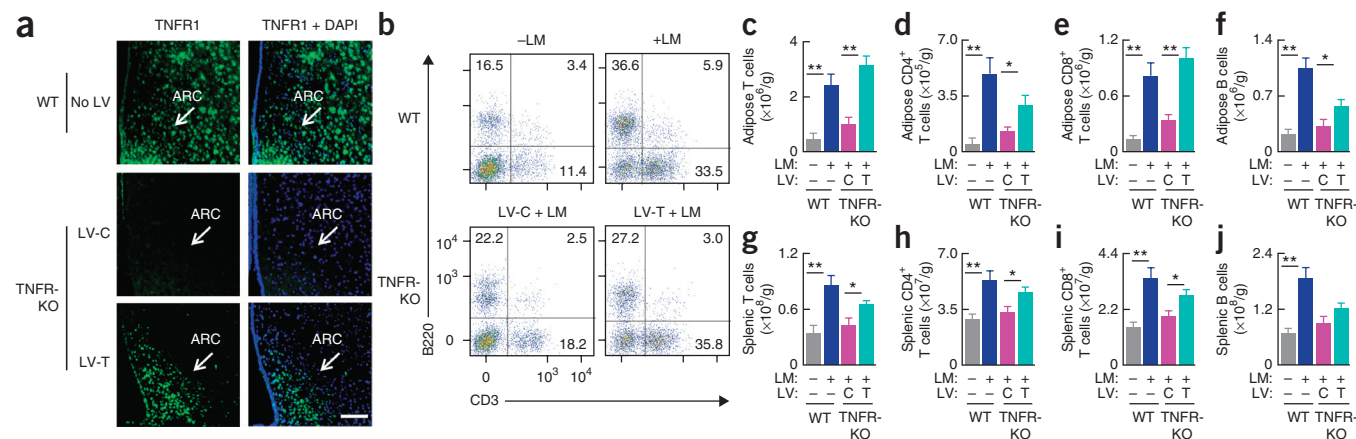 a
TNFR1
TNFR1 + DAPI
WT
No LV
ARC
ARC
TNFR-
KO
LV-C
ARC
ARC
LV-T
ARC
ARC
b
–LM
+LM
WT
16.5
3.4
11.4
36.6
5.9
33.5
LV-C + LM
LV-T + LM
TNFR-
KO
22.2
2.5
18.2
27.2
3.0
35.8
B220
10⁴
10³
0
0
10³
10⁴
CD3
c
Adipose T cells
(×10⁶/g)
4
2
0
**
**
LM: – + + +
LV: – – C T
WT TNFR-
KO
d
Adipose CD4⁺
T cells (×10⁵/g)
7.0
3.5
0
**
*
LM: – + + +
LV: – – C T
WT TNFR-
KO
e
Adipose CD8⁺
T cells (×10⁶/g)
1.2
0.6
0
**
**
LM: – + + +
LV: – – C T
WT TNFR-
KO
f
Adipose B cells
(×10⁶/g)
1.4
0.7
0
**
*
LM: – + + +
LV: – – C T
WT TNFR-
KO
g
Splenic T cells
(×10⁸/g)
1.2
0.6
0
**
*
LM: – + + +
LV: – – C T
WT TNFR-
KO
h
Splenic CD4⁺
T cells (×10⁷/g)
7.0
3.5
0
**
*
LM: – + + +
LV: – – C T
WT TNFR-
KO
i
Splenic CD8⁺
T cells (×10⁷/g)
4.4
2.2
0
**
*
LM: – + + +
LV: – – C T
WT TNFR-
KO
j
Splenic B cells
(×10⁸/g)
2.4
1.2
0
**
LM: – + + +
LV: – – C T
WT TNFR-
KO